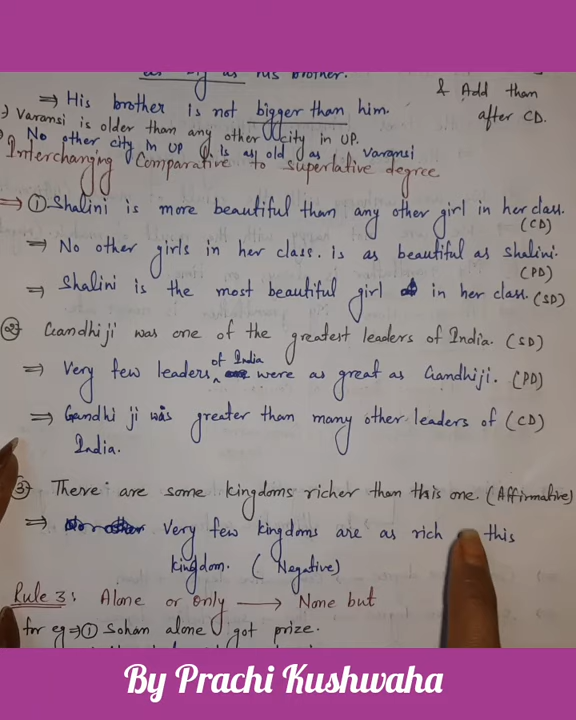 as big as his brother.
⇒ His brother is not bigger than him.
& Add than
after CD.
Varansi is older than any other city in UP.
No other city in UP is as old as varansi
Interchanging Comparative to superlative degree
⇒ ① Shalini is more beautiful than any other girl in her class.
(CD)
⇒ No other girls in her class. is as beautiful as Shalini.
(PD)
⇒ Shalini is the most beautiful girl in her class. (SD)
② Gandhiji was one of the greatest leaders of India. (SD)
⇒ Very few leaders of India were as great as Gandhiji. (PD)
⇒ Gandhi ji was greater than many other leaders of (CD)
India.
③ There are some kingdoms richer than this one. (Affirmative)
⇒ Very few kingdoms are as rich this
kingdom. (Negative)
Rule 3: Alone or only → None but
for eg ⇒ ① Sohan alone got prize.
By Prachi Kushwaha